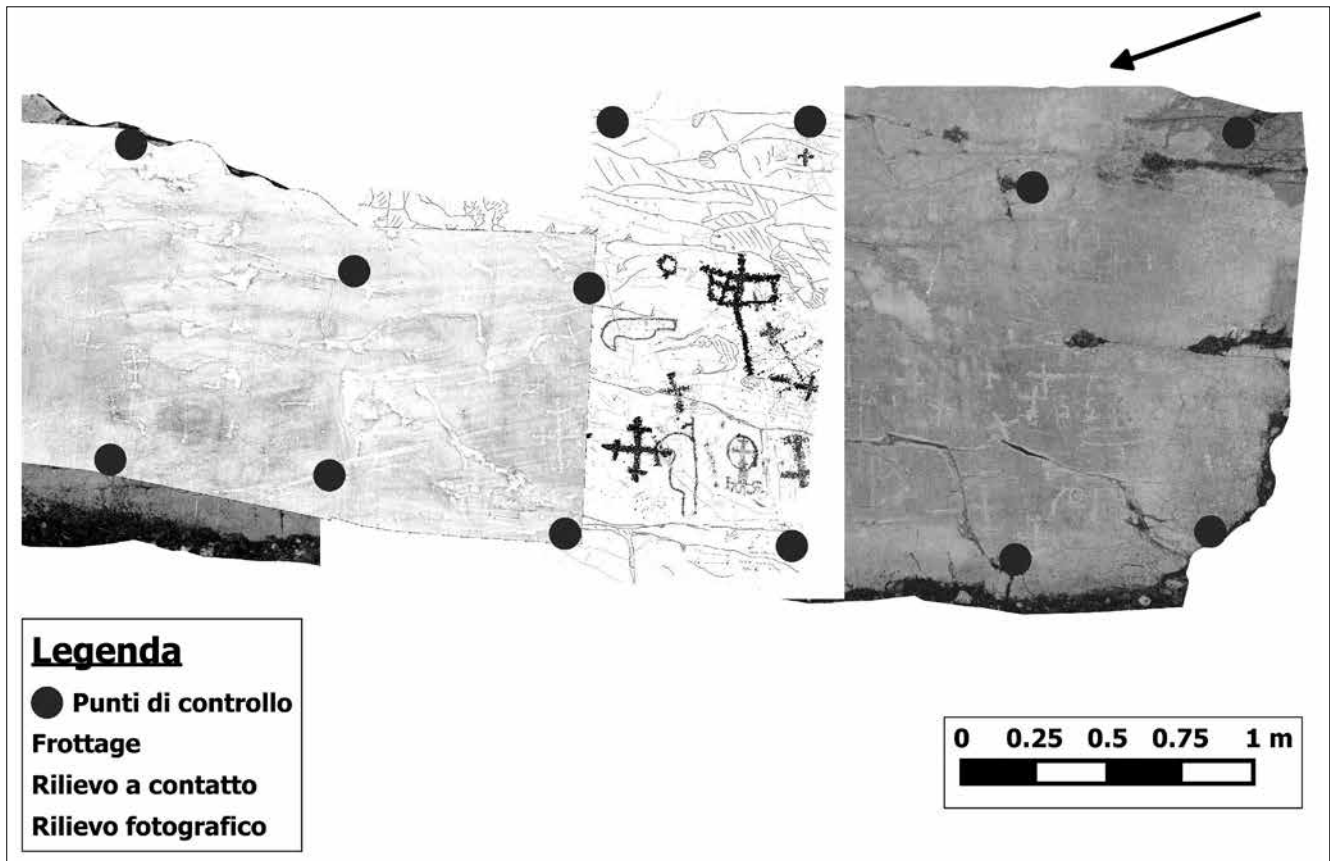 Legenda
Punti di controllo
Frottage
Rilievo a contatto
Rilievo fotografico
0 0.25 0.5 0.75 1 m